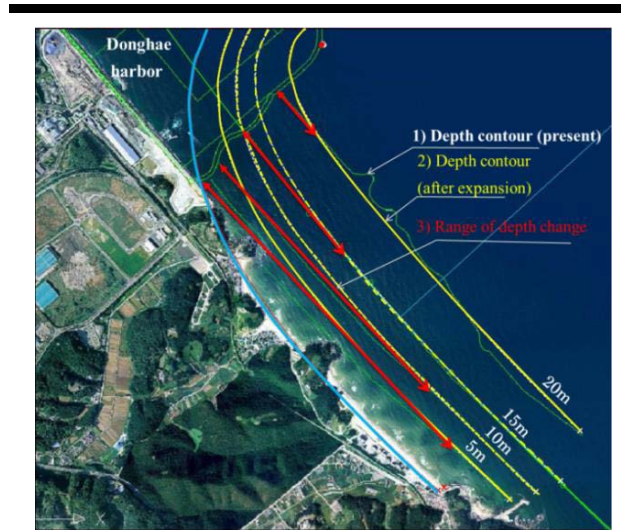 Donghae
harbor
1) Depth contour (present)
2) Depth contour
(after expansion)
3) Range of depth change
20m
15m
10m
5m